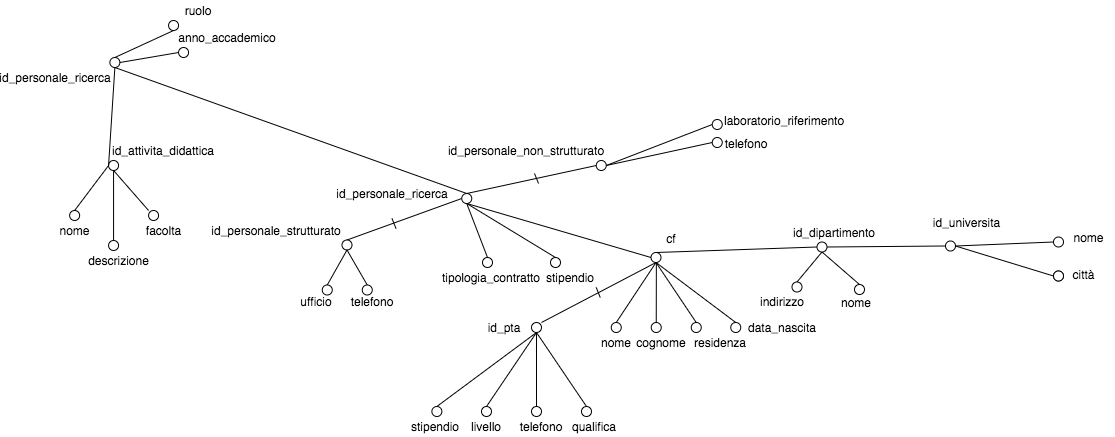 ruolo
anno_accademico
id_personale_ricerca
laboratorio_riferimento
telefono
id_attivita_didattica
id_personale_non_strutturato
id_personale_ricerca
nome
facolta
descrizione
id_personale_strutturato
cf
id_dipartimento
id_universita
nome
città
tipologia_contratto
stipendio
ufficio
telefono
indirizzo
nome
id_pta
nome
cognome
residenza
data_nascita
stipendio
livello
telefono
qualifica